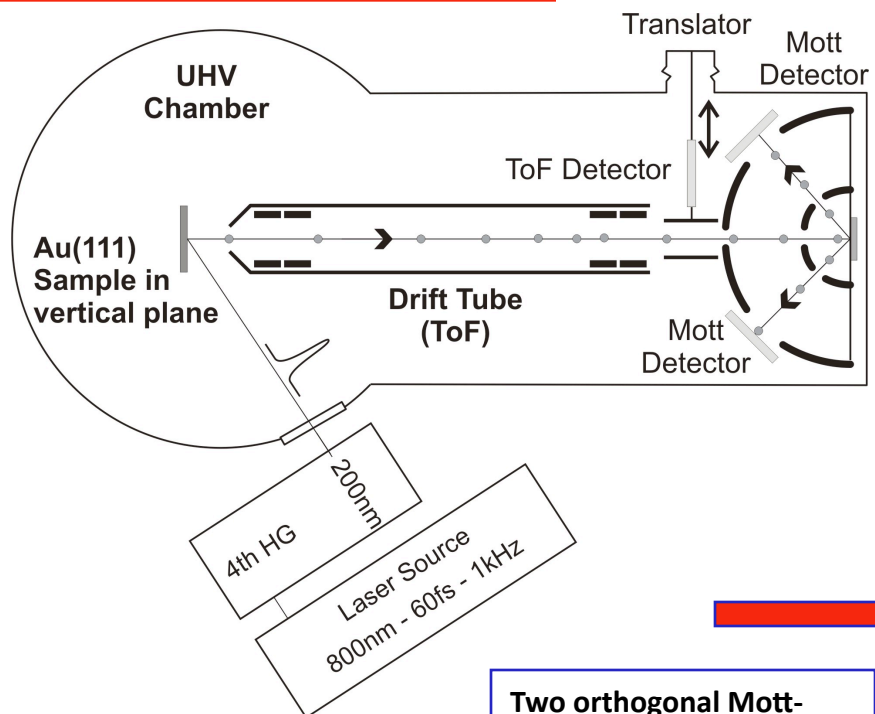 Translator
Mott
Detector
UHV
Chamber
ToF Detector
Au(111)
Sample in
vertical plane
Drift Tube
(ToF)
Mott
Detector
200nm
4th HG
Laser Source
800nm - 60fs - 1kHz
Two orthogonal Mott-